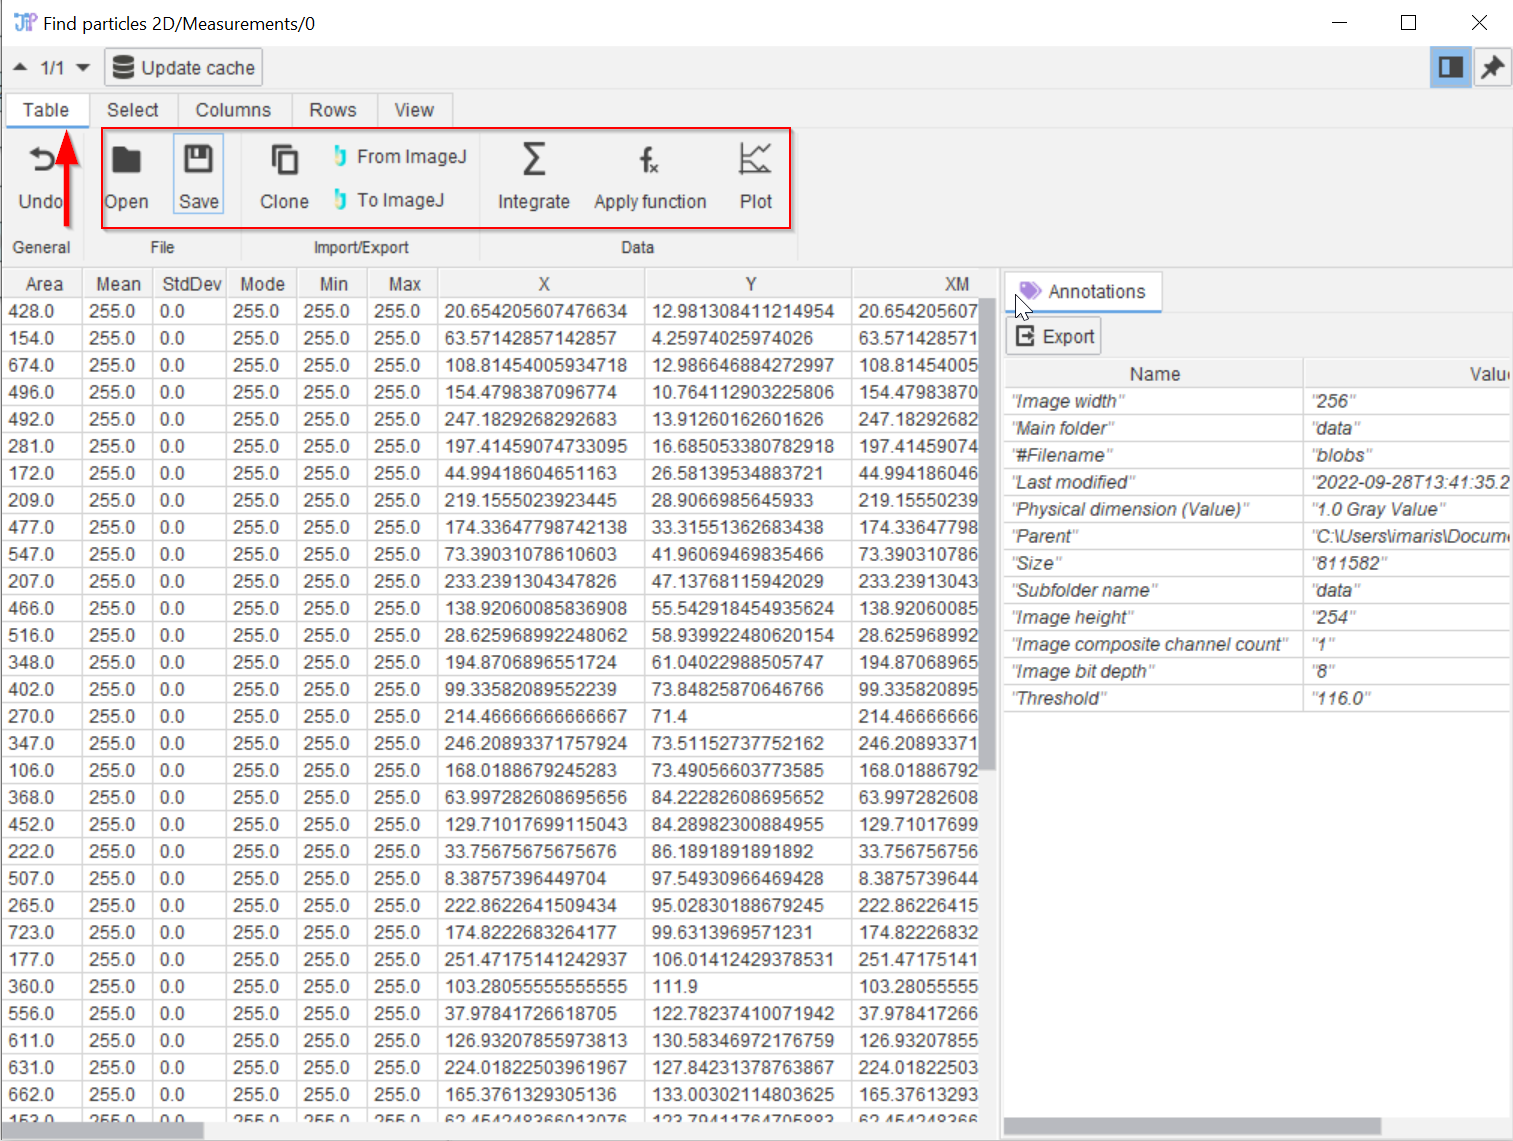 JIP Find particles 2D/Measurements/0
1/1 Update cache
Table Select Columns Rows View
From ImageJ
To ImageJ
Undo Open Save Clone Integrate Apply function Plot
General File Import/Export Data
Area Mean StdDev Mode Min Max X Y XM
428.0 255.0 0.0 255.0 255.0 255.0 20.654205607476634 12.981308411214954 20.654205607
154.0 255.0 0.0 255.0 255.0 255.0 63.57142857142857 4.25974025974026 63.571428571
674.0 255.0 0.0 255.0 255.0 255.0 108.81454005934718 12.986646884272997 108.81454005
496.0 255.0 0.0 255.0 255.0 255.0 154.4798387096774 10.764112903225806 154.47983870
492.0 255.0 0.0 255.0 255.0 255.0 247.1829268292683 13.91260162601626 247.18292682
281.0 255.0 0.0 255.0 255.0 255.0 197.41459074733095 16.685053380782918 197.41459074
172.0 255.0 0.0 255.0 255.0 255.0 44.99418604651163 26.58139534883721 44.994186046
209.0 255.0 0.0 255.0 255.0 255.0 219.1555023923445 28.9066985645933 219.15550239
477.0 255.0 0.0 255.0 255.0 255.0 174.33647798742138 33.31551362683438 174.33647798
547.0 255.0 0.0 255.0 255.0 255.0 73.39031078610603 41.96069469835466 73.390310786
207.0 255.0 0.0 255.0 255.0 255.0 233.2391304347826 47.13768115942029 233.23913043
466.0 255.0 0.0 255.0 255.0 255.0 138.92060085836908 55.542918454935624 138.92060085
516.0 255.0 0.0 255.0 255.0 255.0 28.625968992248062 58.939922480620154 28.625968992
348.0 255.0 0.0 255.0 255.0 255.0 194.8706896551724 61.04022988505747 194.87068965
402.0 255.0 0.0 255.0 255.0 255.0 99.33582089552239 73.84825870646766 99.335820895
270.0 255.0 0.0 255.0 255.0 255.0 214.46666666666667 71.4 214.46666666
347.0 255.0 0.0 255.0 255.0 255.0 246.20893371757924 73.51152737752162 246.20893371
106.0 255.0 0.0 255.0 255.0 255.0 168.0188679245283 73.49056603773585 168.01886792
368.0 255.0 0.0 255.0 255.0 255.0 63.997282608695656 84.22282608695652 63.997282608
452.0 255.0 0.0 255.0 255.0 255.0 129.71017699115043 84.28982300884955 129.71017699
222.0 255.0 0.0 255.0 255.0 255.0 33.75675675675676 86.1891891891892 33.756756756
507.0 255.0 0.0 255.0 255.0 255.0 8.38757396449704 97.54930966469428 8.3875739644
265.0 255.0 0.0 255.0 255.0 255.0 222.8622641509434 95.02830188679245 222.86226415
723.0 255.0 0.0 255.0 255.0 255.0 174.8222683264177 99.6313969571231 174.82226832
177.0 255.0 0.0 255.0 255.0 255.0 251.47175141242937 106.01412429378531 251.47175141
360.0 255.0 0.0 255.0 255.0 255.0 103.28055555555555 111.9 103.28055555
556.0 255.0 0.0 255.0 255.0 255.0 37.97841726618705 122.78237410071942 37.978417266
611.0 255.0 0.0 255.0 255.0 255.0 126.93207855973813 130.58346972176759 126.93207855
631.0 255.0 0.0 255.0 255.0 255.0 224.01822503961967 127.84231378763867 224.01822503
662.0 255.0 0.0 255.0 255.0 255.0 165.3761329305136 133.00302114803625 165.37613293
153.0 255.0 0.0 255.0 255.0 255.0 62.454248366013076 123.79411764705883 62.454248366
Annotations
Export
Name Valu
"Image width" "256"
"Main folder" "data"
"#Filename" "blobs"
"Last modified" "2022-09-28T13:41:35.2
"Physical dimension (Value)" "1.0 Gray Value"
"Parent" "C:\Users\imaris\Docume
"Size" "811582"
"Subfolder name" "data"
"Image height" "254"
"Image composite channel count" "1"
"Image bit depth" "8"
"Threshold" "116.0"